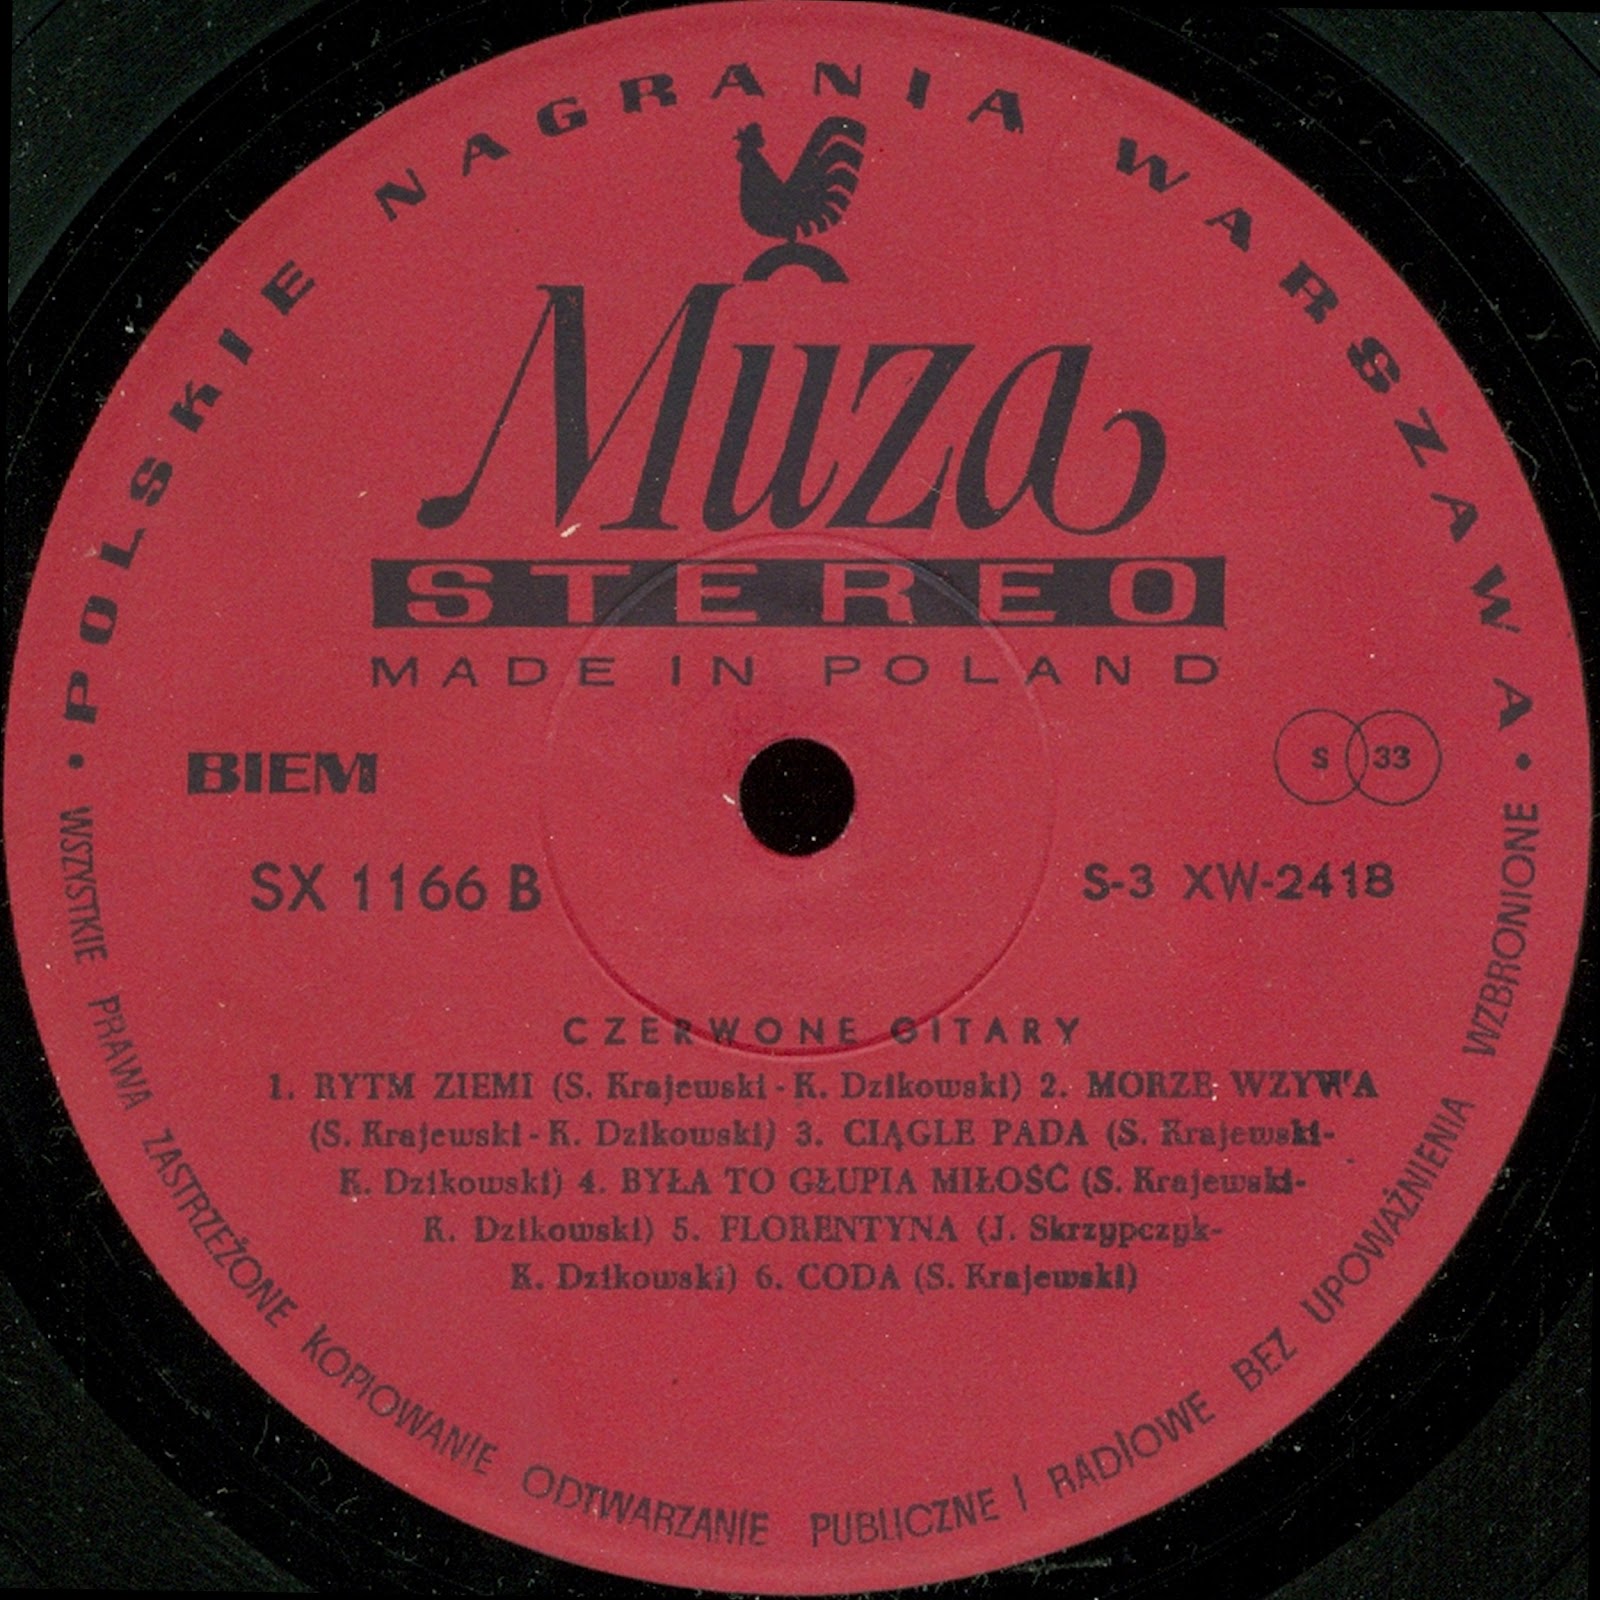 POLSKIE NAGRANIA WARSZAWA
Muza
STEREO
MADE IN POLAND
BIEM
S 33
SX 1166 B
S-3 XW-2418
CZERWONE GITARY
1. RYTM ZIEMI (S. Krajewski - K. Dzikowski) 2. MORZE WZYWA
(S. Krajewski - K. Dzikowski) 3. CIĄGLE PADA (S. Krajewski-
K. Dzikowski) 4. BYŁA TO GŁUPIA MIŁOŚĆ (S. Krajewski-
K. Dzikowski) 5. FLORENTYNA (J. Skrzypczyk-
K. Dzikowski) 6. CODA (S. Krajewski)
• WSZYSTKIE PRAWA ZASTRZEŻONE KOPIOWANIE ODTWARZANIE PUBLICZNE I RADIOWE BEZ UPOWAŻNIENIA WZBRONIONE •